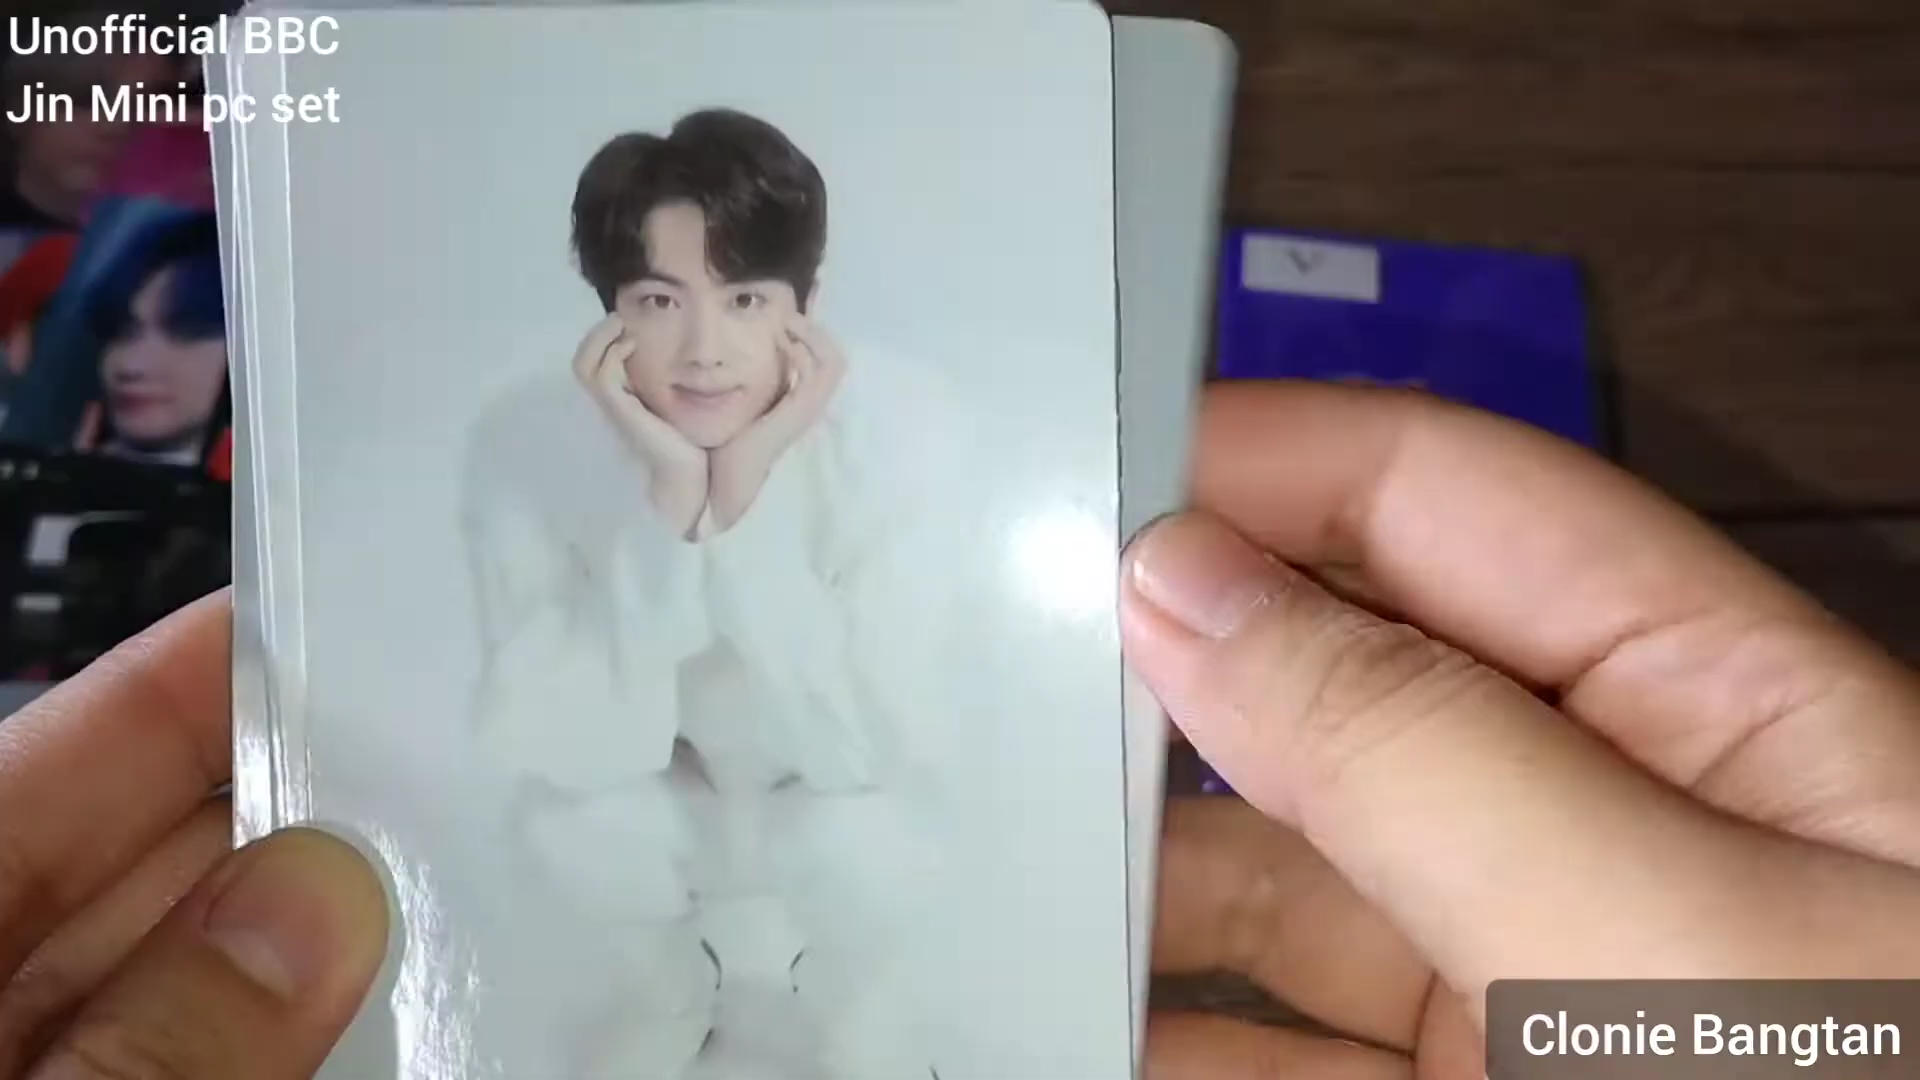 Unofficial BBC
Jin Mini pc set
V
Clonie Bangtan